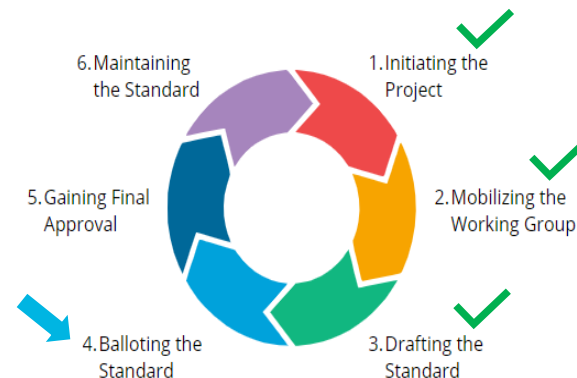 1.Initiating the
Project
2.Mobilizing the
Working Group
3.Drafting the
Standard
4.Balloting the
Standard
5.Gaining Final
Approval
6.Maintaining
the Standard